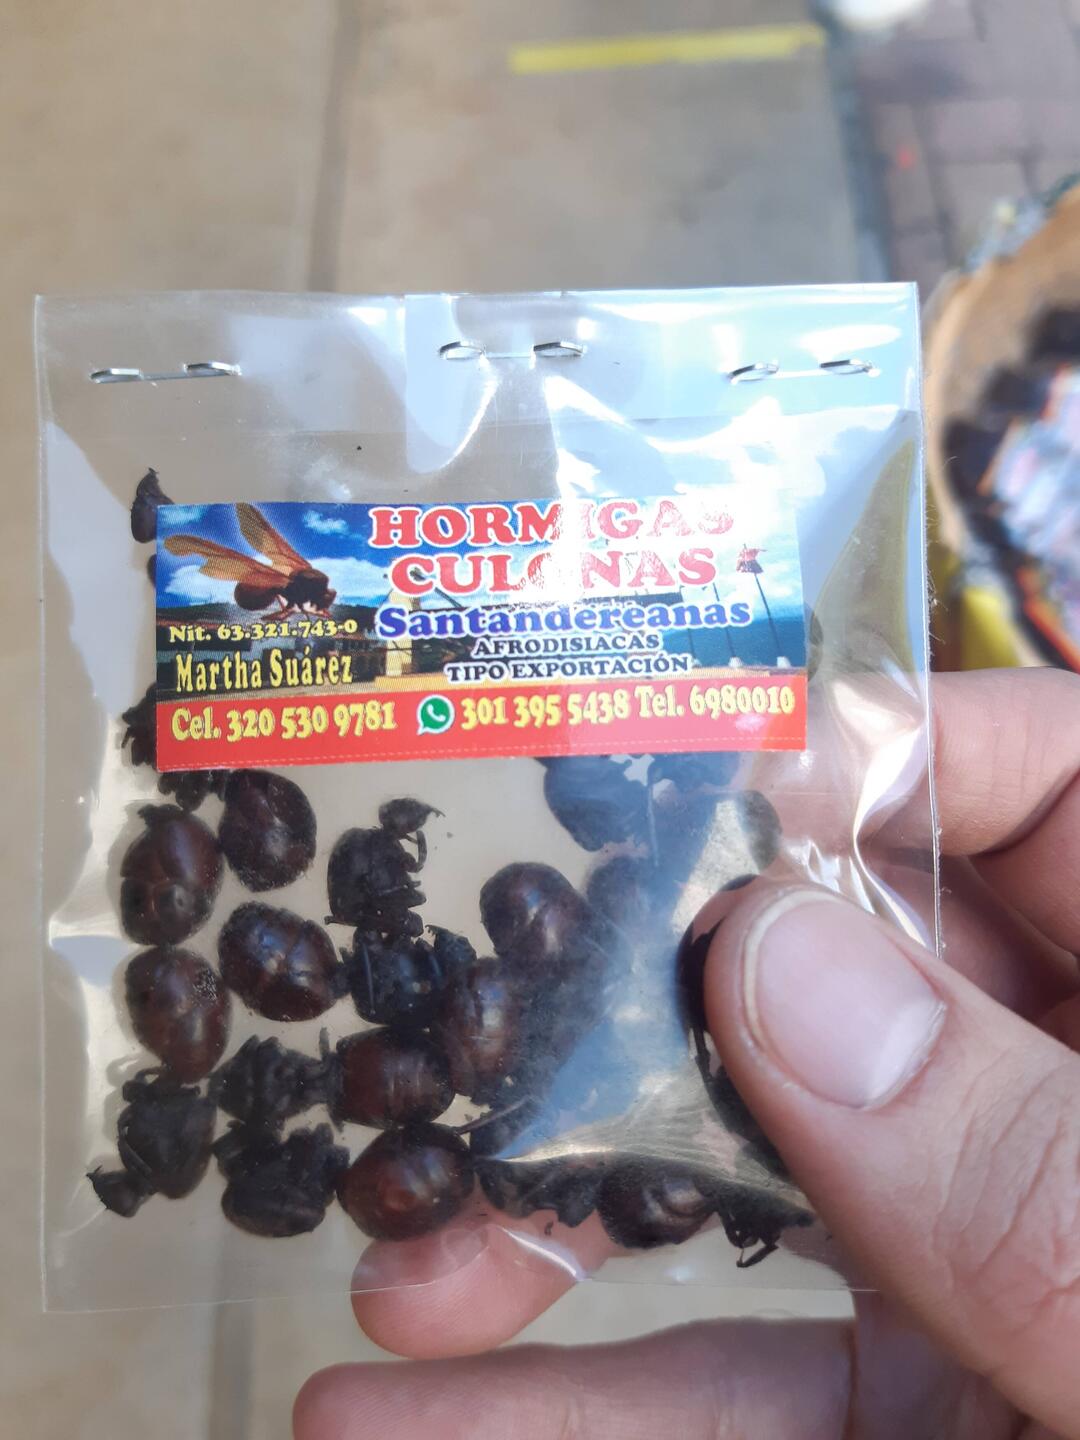 HORMIGAS
CULONAS
Santandereanas
AFRODISIACAS
TIPO EXPORTACIÓN
Nit. 63.321.743-0
Martha Suárez
Cel. 320 530 9781 301 395 5438 Tel. 6980010